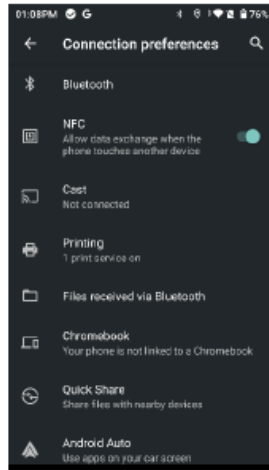 01:08PM G 76%
Connection preferences
Bluetooth
NFC
Allow data exchange when the
phone touches another device
Cast
Not connected
Printing
1 print service on
Files received via Bluetooth
Chromebook
Your phone is not linked to a Chromebook
Quick Share
Share files with nearby devices
Android Auto
Use apps on your car screen